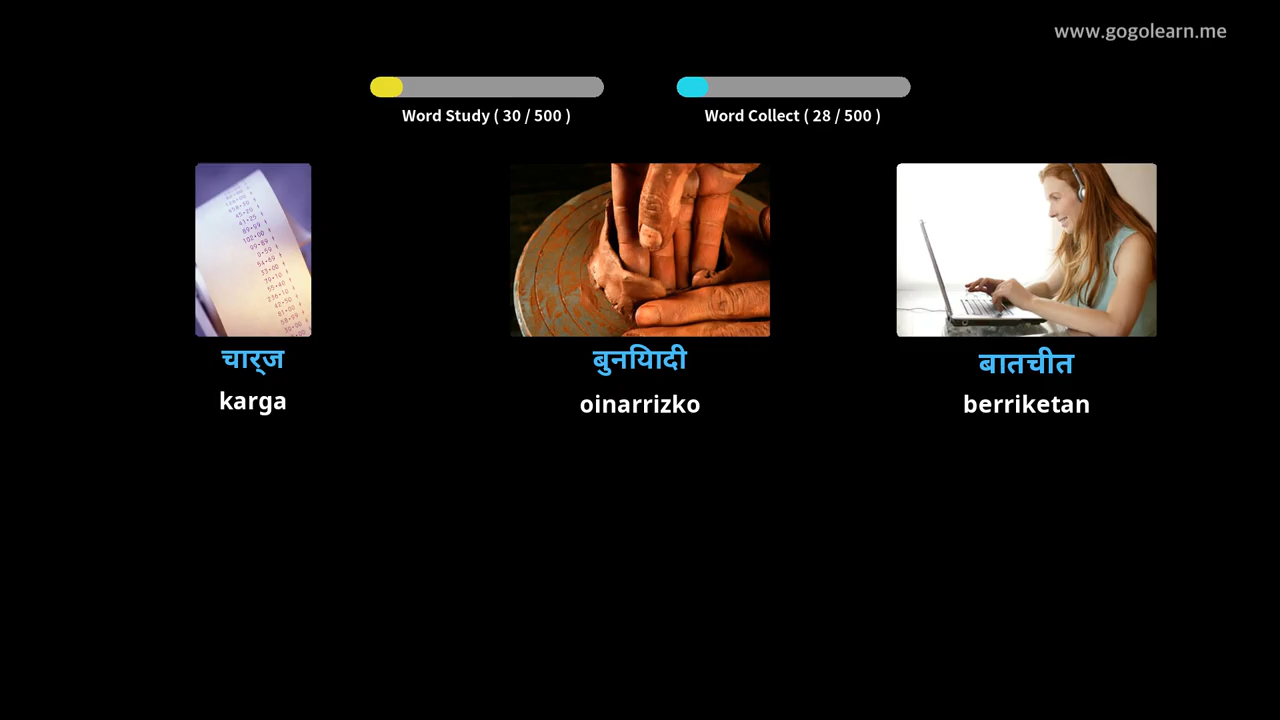 www.gogolearn.me
Word Study ( 30 / 500 )
Word Collect ( 28 / 500 )
चार्ज
बुनियादी
बातचीत
karga
oinarrizko
berriketan